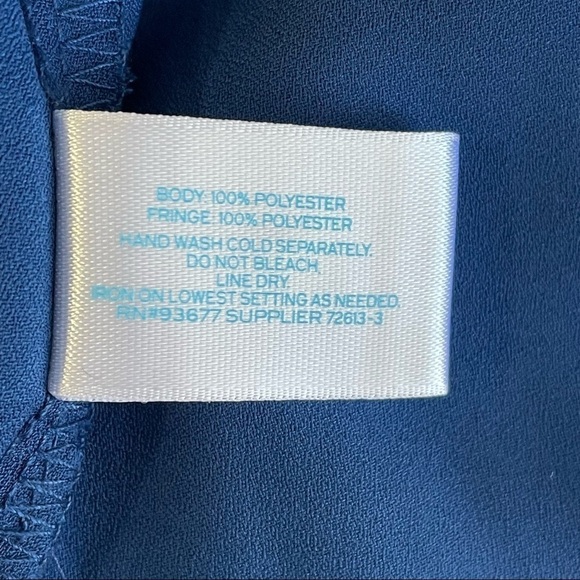 BODY: 100% POLYESTER
FRINGE: 100% POLYESTER
HAND WASH COLD SEPARATELY.
DO NOT BLEACH.
LINE DRY.
IRON ON LOWEST SETTING AS NEEDED.
RN#93677 SUPPLIER 72613-3